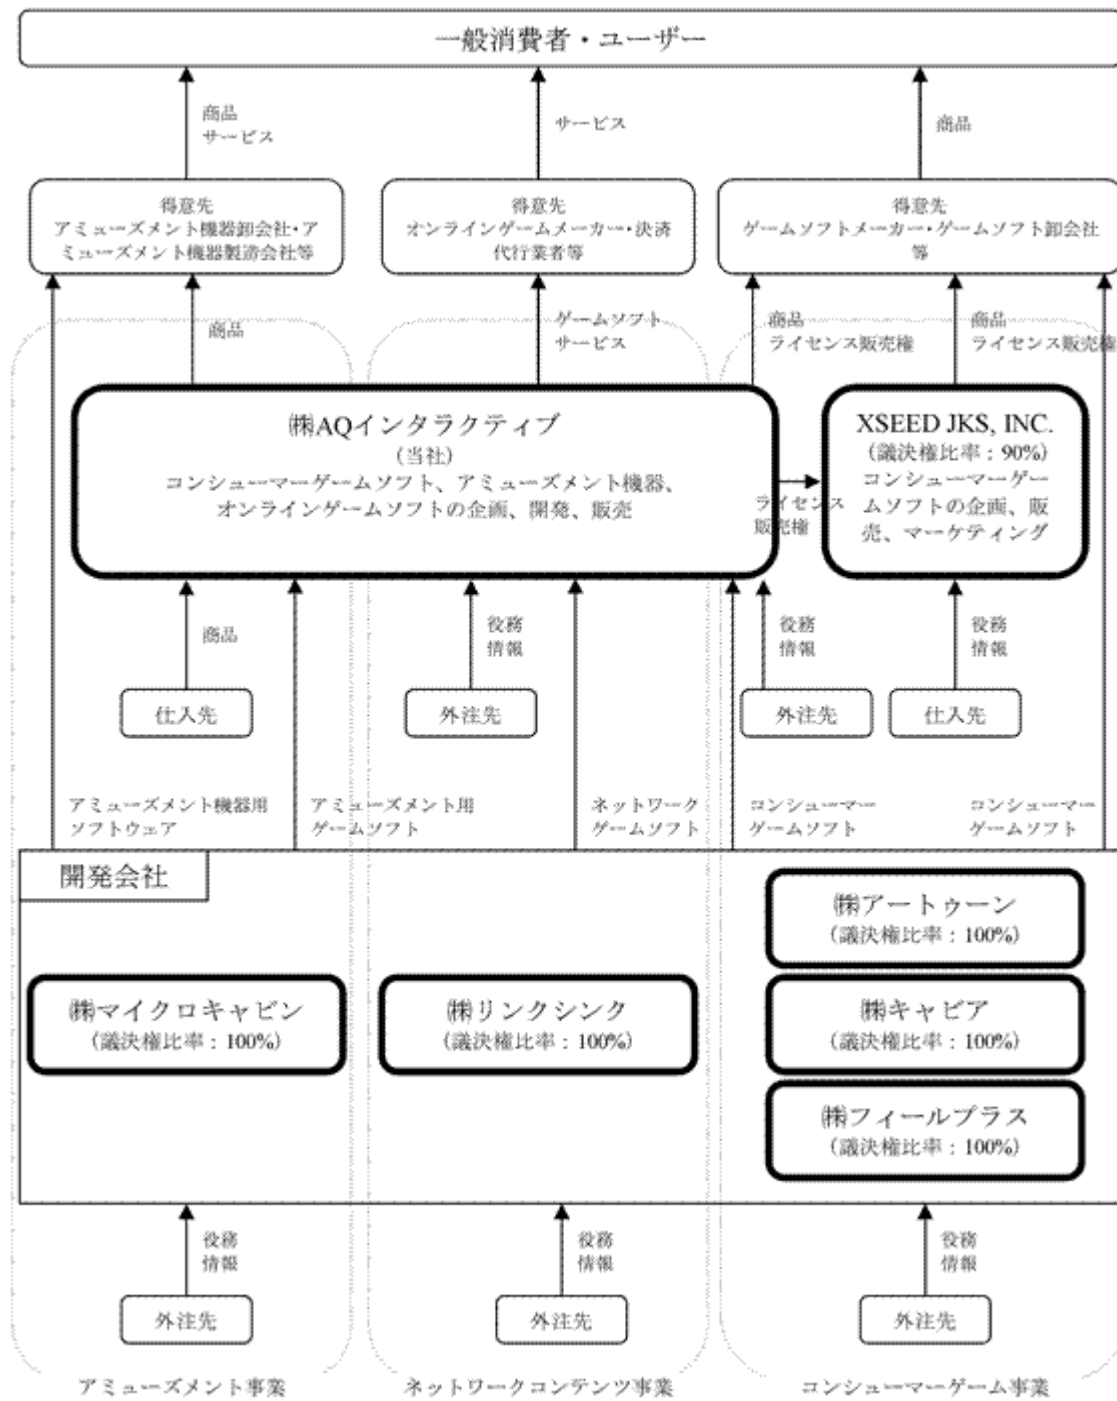 一般消費者・ユーザー
商品
サービス
サービス
商品
得意先
アミューズメント機器卸会社・ア
ミューズメント機器製造会社等
得意先
オンラインゲームメーカー・決済
代行業者等
得意先
ゲームソフトメーカー・ゲームソフト卸会社
等
商品
ゲームソフト
サービス
商品
ライセンス販売権
商品
ライセンス販売権
㈱AQインタラクティブ
(当社)
コンシューマーゲームソフト、アミューズメント機器、
オンラインゲームソフトの企画、開発、販売
ライセンス
販売権
XSEED JKS, INC.
(議決権比率：90%)
コンシューマーゲー
ムソフトの企画、販
売、マーケティング
商品
役務
情報
役務
情報
役務
情報
仕入先
外注先
外注先
仕入先
アミューズメント機器用
ソフトウェア
アミューズメント用
ゲームソフト
ネットワーク
ゲームソフト
コンシューマー
ゲームソフト
コンシューマー
ゲームソフト
開発会社
㈱アートゥーン
(議決権比率：100%)
㈱マイクロキャビン
(議決権比率：100%)
㈱リンクシンク
(議決権比率：100%)
㈱キャビア
(議決権比率：100%)
㈱フィールプラス
(議決権比率：100%)
役務
情報
役務
情報
役務
情報
外注先
外注先
外注先
アミューズメント事業
ネットワークコンテンツ事業
コンシューマーゲーム事業